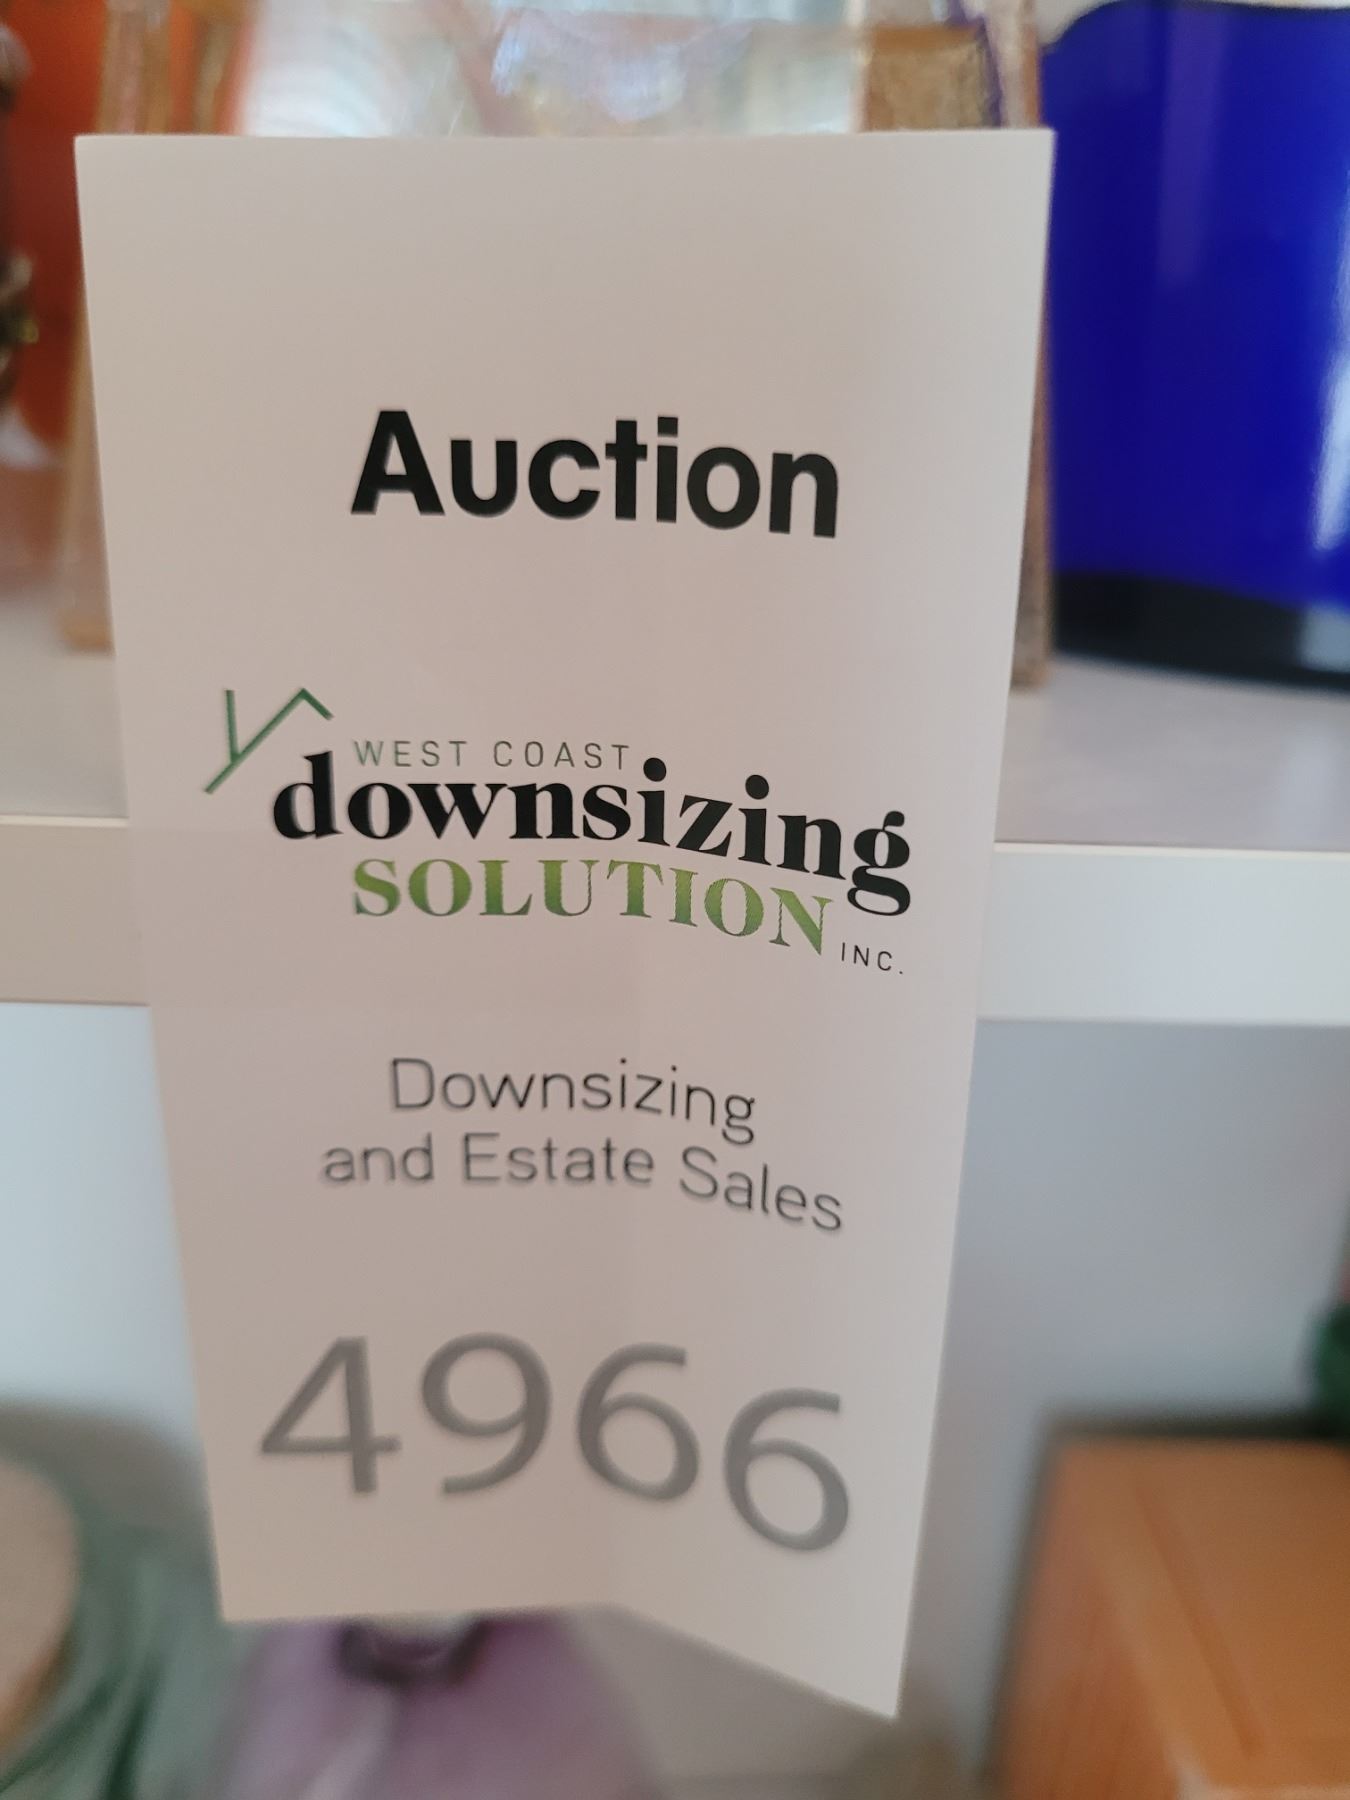 Auction
WEST COAST
downsizing
SOLUTION
INC.
Downsizing
and Estate Sales
4966